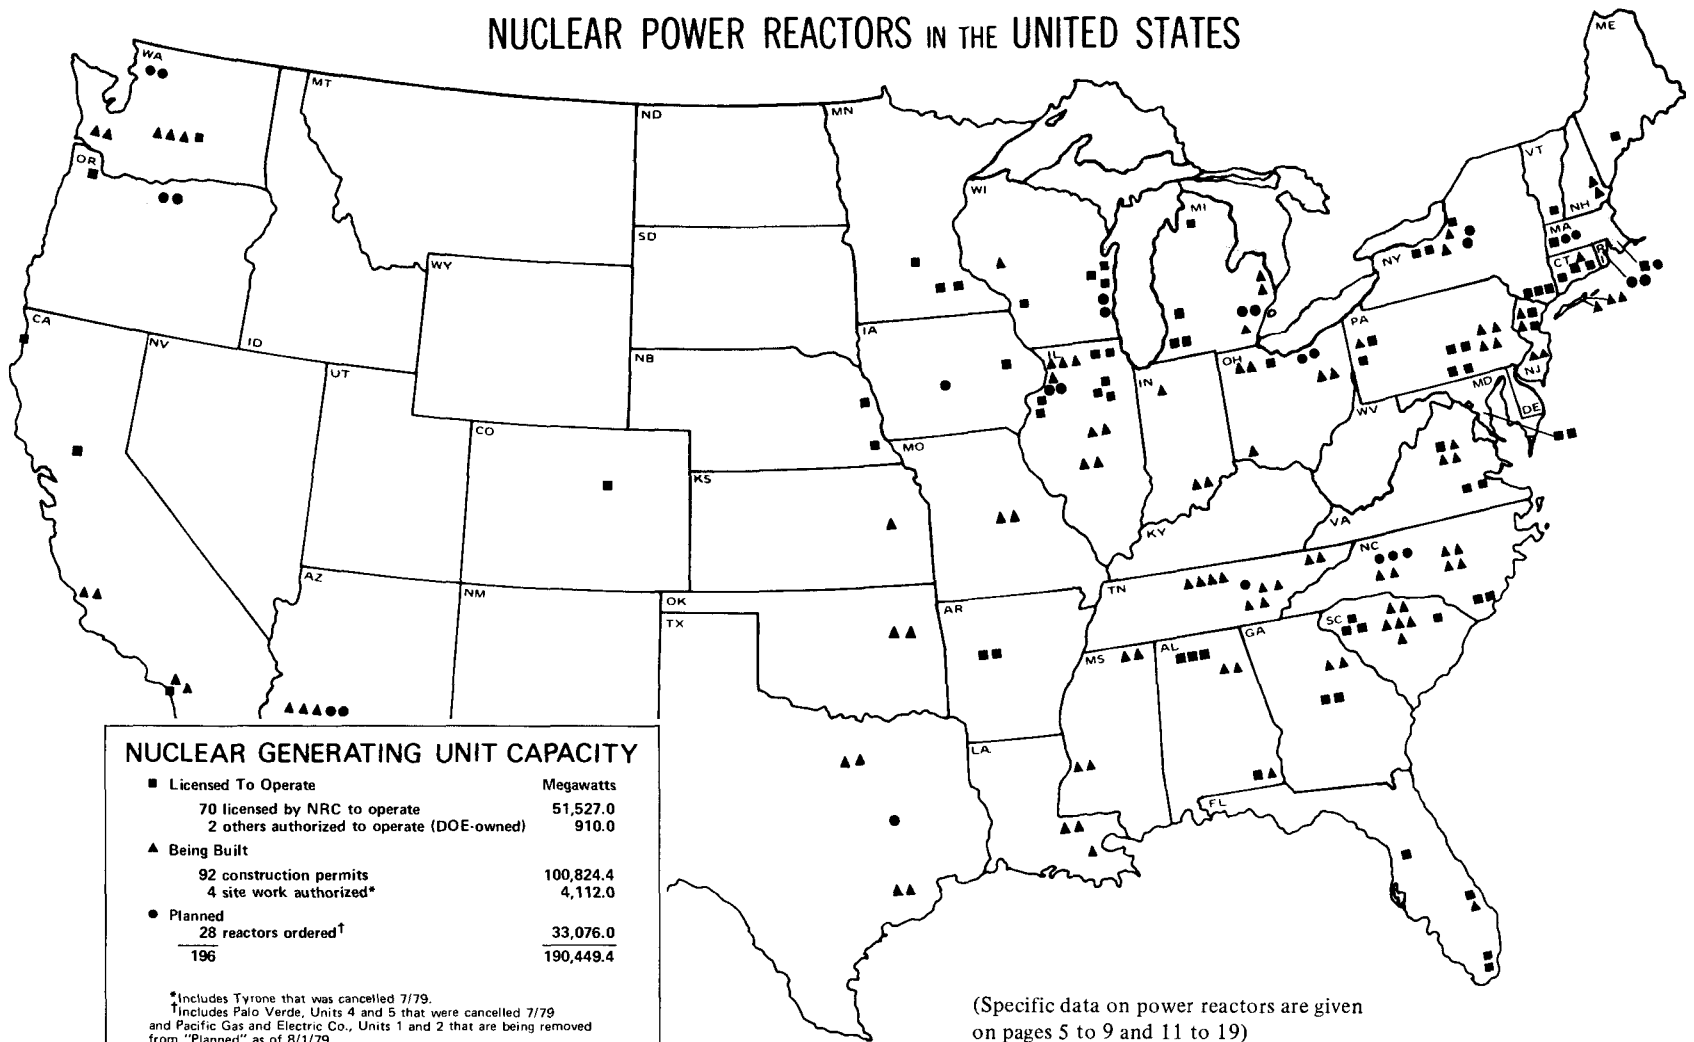 NUCLEAR POWER REACTORS IN THE UNITED STATES
ME
WA
MT
ND
MN
VT
OR
WI
MI
NH
MA
SD
NY
CT
RI
WY
CA
NV
ID
IA
PA
UT
NB
IL
OH
IN
NJ
MD
DE
WV
CO
MO
KS
KY
VA
NC
AZ
NM
TN
OK
AR
TX
SC
GA
MS
AL
LA
FL
NUCLEAR GENERATING UNIT CAPACITY
■ Licensed To Operate Megawatts
70 licensed by NRC to operate 51,527.0
2 others authorized to operate (DOE-owned) 910.0
▲ Being Built
92 construction permits 100,824.4
4 site work authorized* 4,112.0
● Planned
28 reactors ordered† 33,076.0
196 190,449.4
*Includes Tyrone that was cancelled 7/79.
†Includes Palo Verde, Units 4 and 5 that were cancelled 7/79
and Pacific Gas and Electric Co., Units 1 and 2 that are being removed
from "Planned" as of 8/1/79.
(Specific data on power reactors are given
on pages 5 to 9 and 11 to 19)